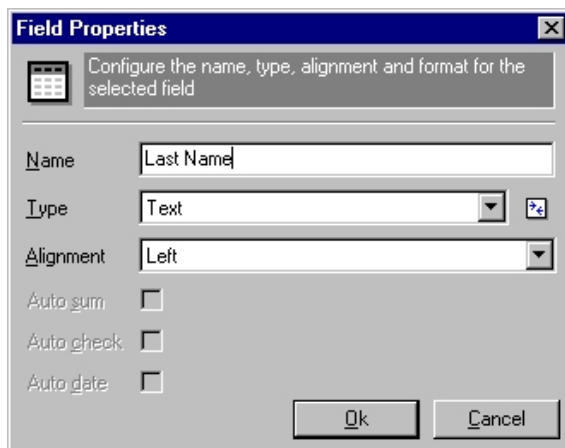 Field Properties
Configure the name, type, alignment and format for the
selected field
Name
Last Name
Type
Text
Alignment
Left
Auto sum
Auto check
Auto date
Ok
Cancel